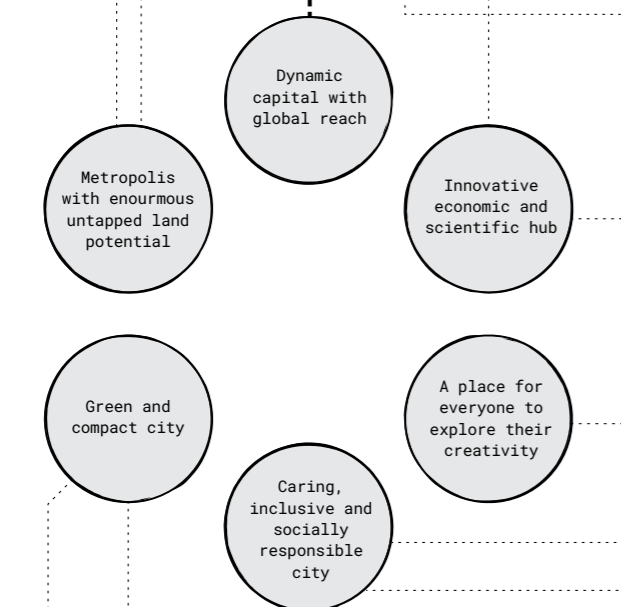 Dynamic
capital with
global reach
Metropolis
with enourmous
untapped land
potential
Innovative
economic and
scientific hub
Green and
compact city
A place for
everyone to
explore their
creativity
Caring,
inclusive and
socially
responsible
city